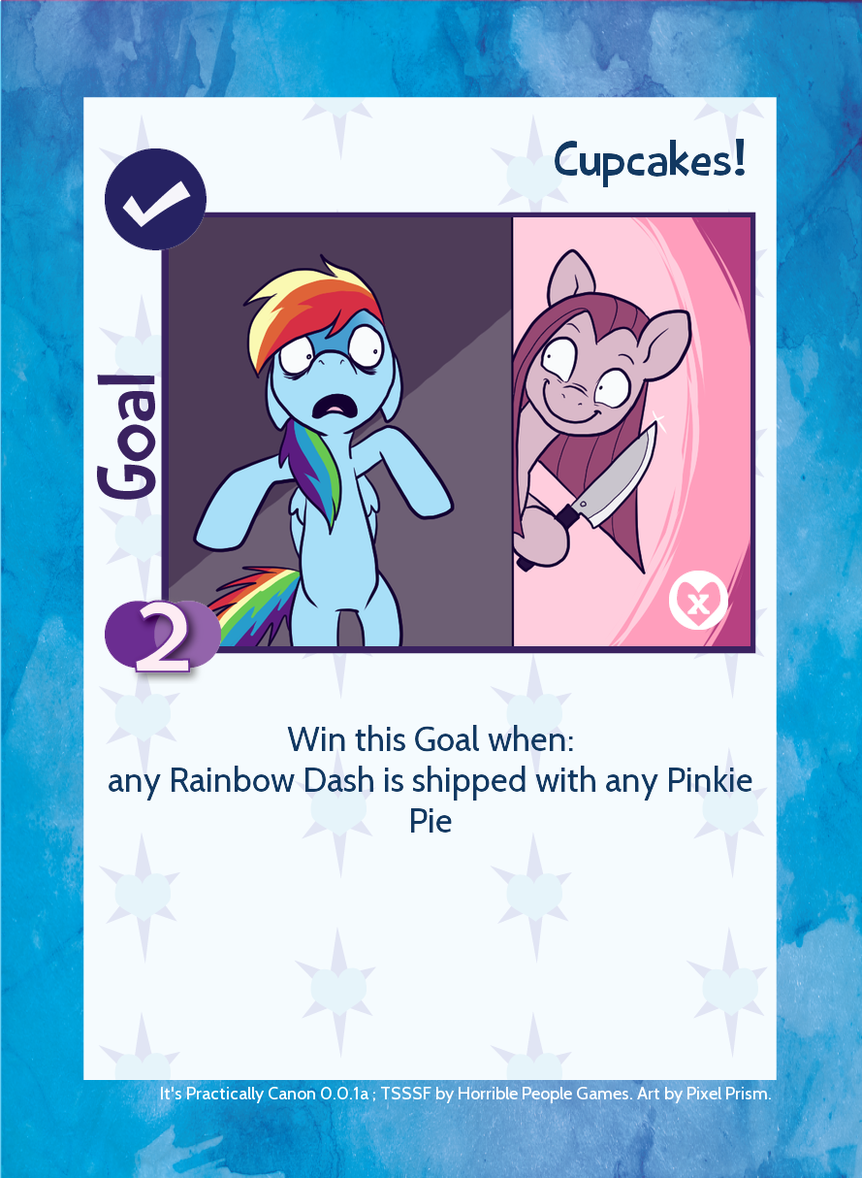 Cupcakes!
Goal
2
x
Win this Goal when:
any Rainbow Dash is shipped with any Pinkie
Pie
It's Practically Canon 0.0.1a ; TSSSF by Horrible People Games. Art by Pixel Prism.